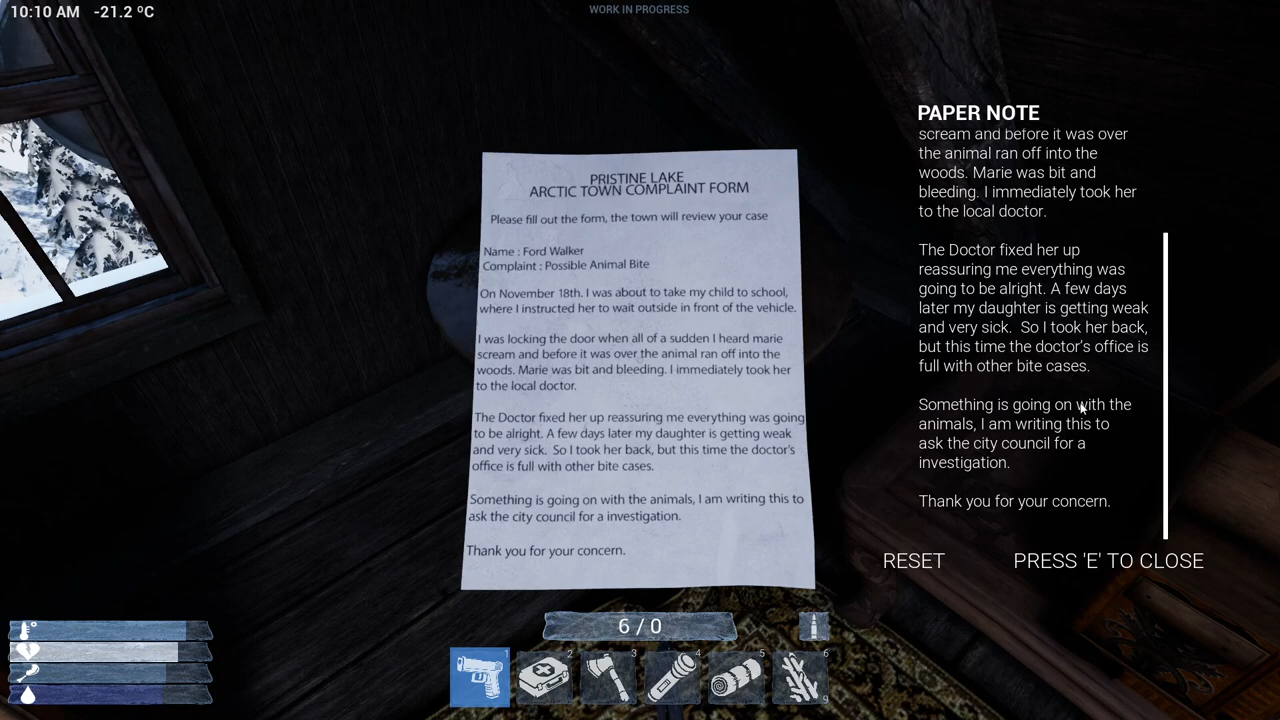 10:10 AM -21.2 ºC
WORK IN PROGRESS
PRISTINE LAKE
ARCTIC TOWN COMPLAINT FORM
Please fill out the form, the town will review your case
Name : Ford Walker
Complaint : Possible Animal Bite
On November 18th. I was about to take my child to school,
where I instructed her to wait outside in front of the vehicle.
I was locking the door when all of a sudden I heard marie
scream and before it was over the animal ran off into the
woods. Marie was bit and bleeding. I immediately took her
to the local doctor.
The Doctor fixed her up reassuring me everything was going
to be alright. A few days later my daughter is getting weak
and very sick.  So I took her back, but this time the doctor's
office is full with other bite cases.
Something is going on with the animals, I am writing this to
ask the city council for a investigation.
Thank you for your concern.
PAPER NOTE
scream and before it was over
the animal ran off into the
woods. Marie was bit and
bleeding. I immediately took her
to the local doctor.
The Doctor fixed her up
reassuring me everything was
going to be alright. A few days
later my daughter is getting weak
and very sick.  So I took her back,
but this time the doctor's office is
full with other bite cases.
Something is going on with the
animals, I am writing this to
ask the city council for a
investigation.
Thank you for your concern.
RESET PRESS 'E' TO CLOSE
6 / 0
1 2 3 4 5 6
9